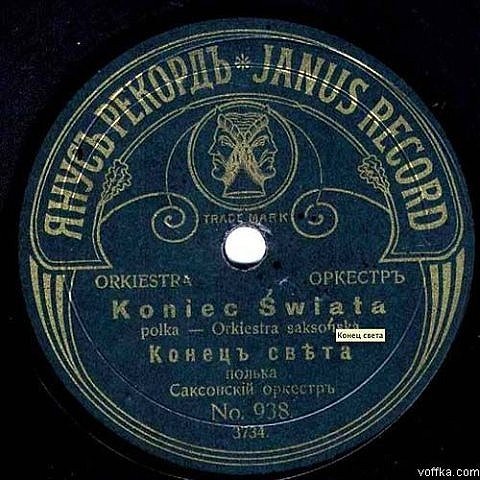 ЯНУСЪ РЕКОРДЪ * JANUS RECORD
TRADE MARK
ORKIESTRA ОРКЕСТРЪ
Koniec Świata
polka — Orkiestra saksońska
Конец света
Конецъ свѣта
полька
Саксонскій оркестръ
No. 938.
3734.
voffka.com